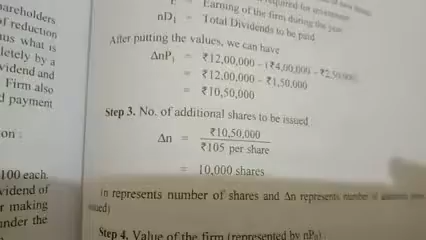 areholders
of reduction
us what is
letely by a
vidend and
Firm also
d payment
on :
100 each.
vidend of
r making
under the
Earning of the firm during the year
nD₁ = Total Dividends to be paid
After putting the values, we can have
ΔnP₁ = ₹12,00,000 – (₹4,00,000 – ₹2,50,000)
= ₹12,00,000 – ₹1,50,000
= ₹10,50,000
Step 3. No. of additional shares to be issued
Δn = ₹10,50,000
₹105 per share
= 10,000 shares
(n represents number of shares and Δn represents number of additional
issued)
Step 4. Value of the firm (represented by nP₀)